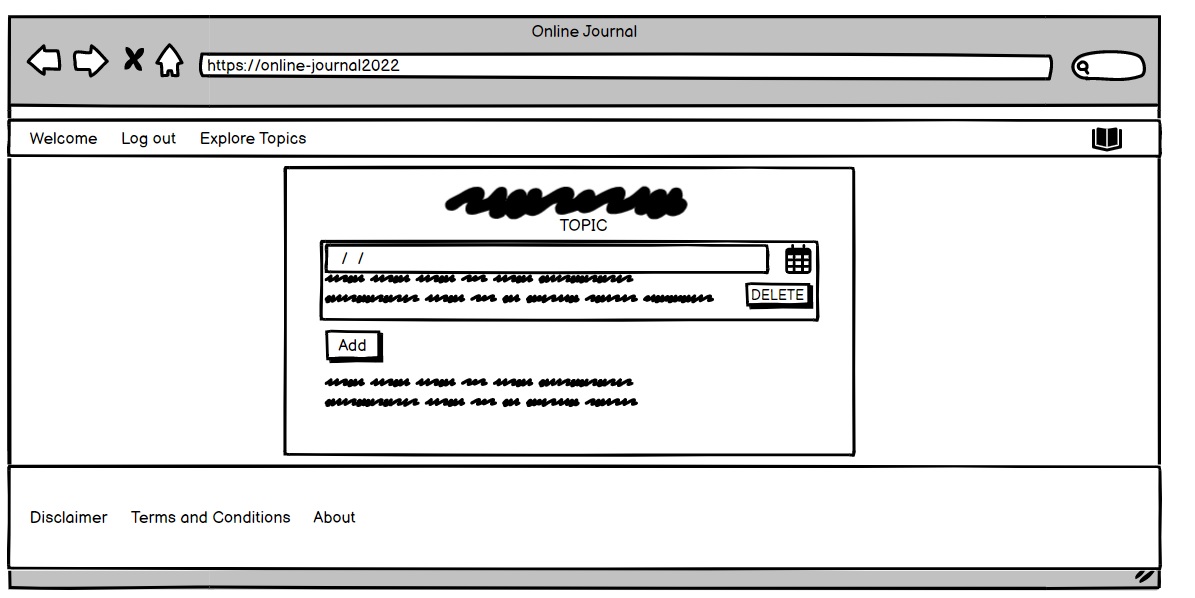 Online Journal
https://online-journal2022
Welcome Log out Explore Topics
TOPIC
/ /
DELETE
Add
Disclaimer Terms and Conditions About